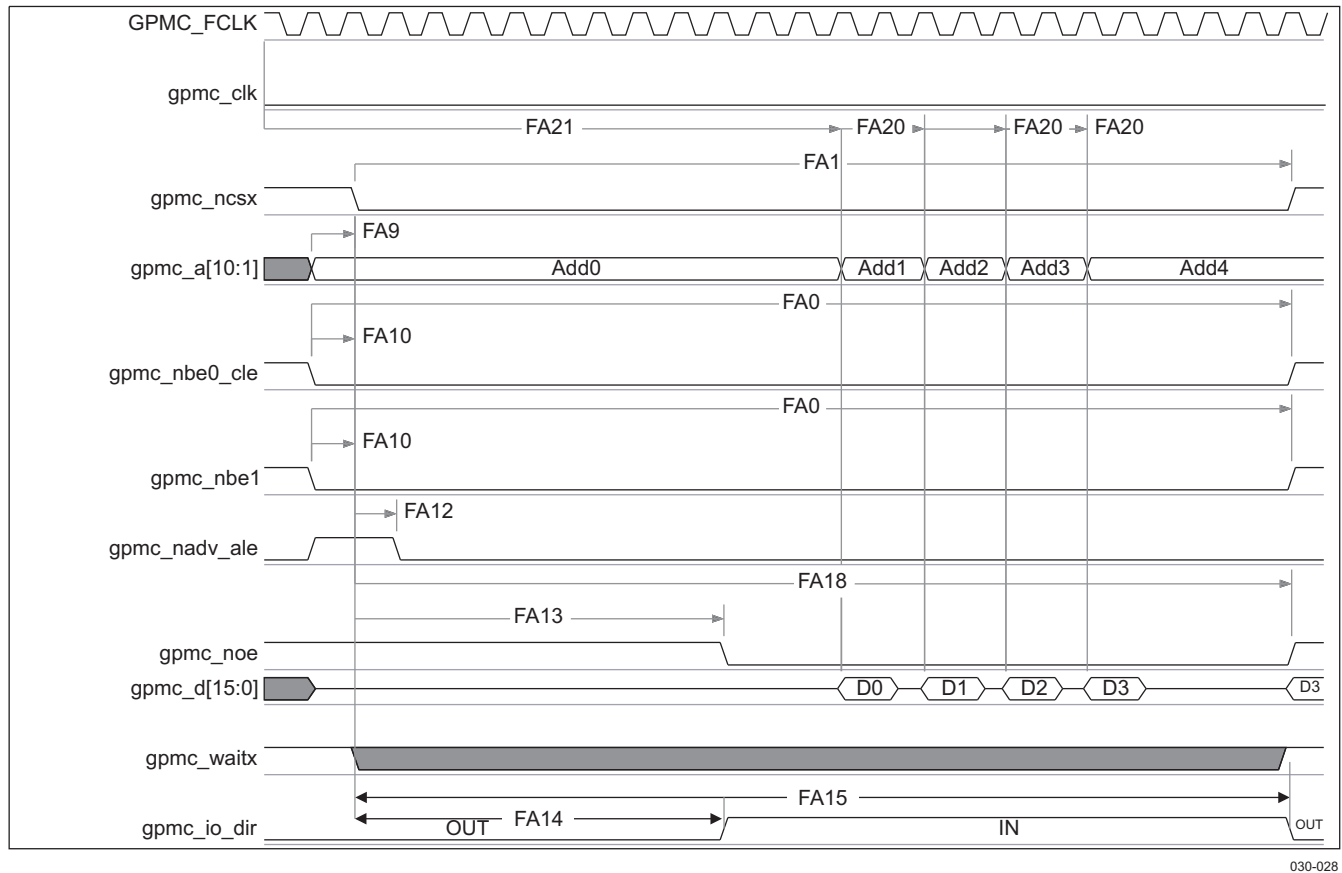 GPMC_FCLK
gpmc_clk
FA21 FA20 FA20 FA20
FA1
gpmc_ncsx
FA9
gpmc_a[10:1] Add0 Add1 Add2 Add3 Add4
FA0
FA10
gpmc_nbe0_cle
FA0
FA10
gpmc_nbe1
FA12
gpmc_nadv_ale
FA18
FA13
gpmc_noe
gpmc_d[15:0] D0 D1 D2 D3 D3
gpmc_waitx
FA15
gpmc_io_dir OUT FA14 IN OUT
030-028